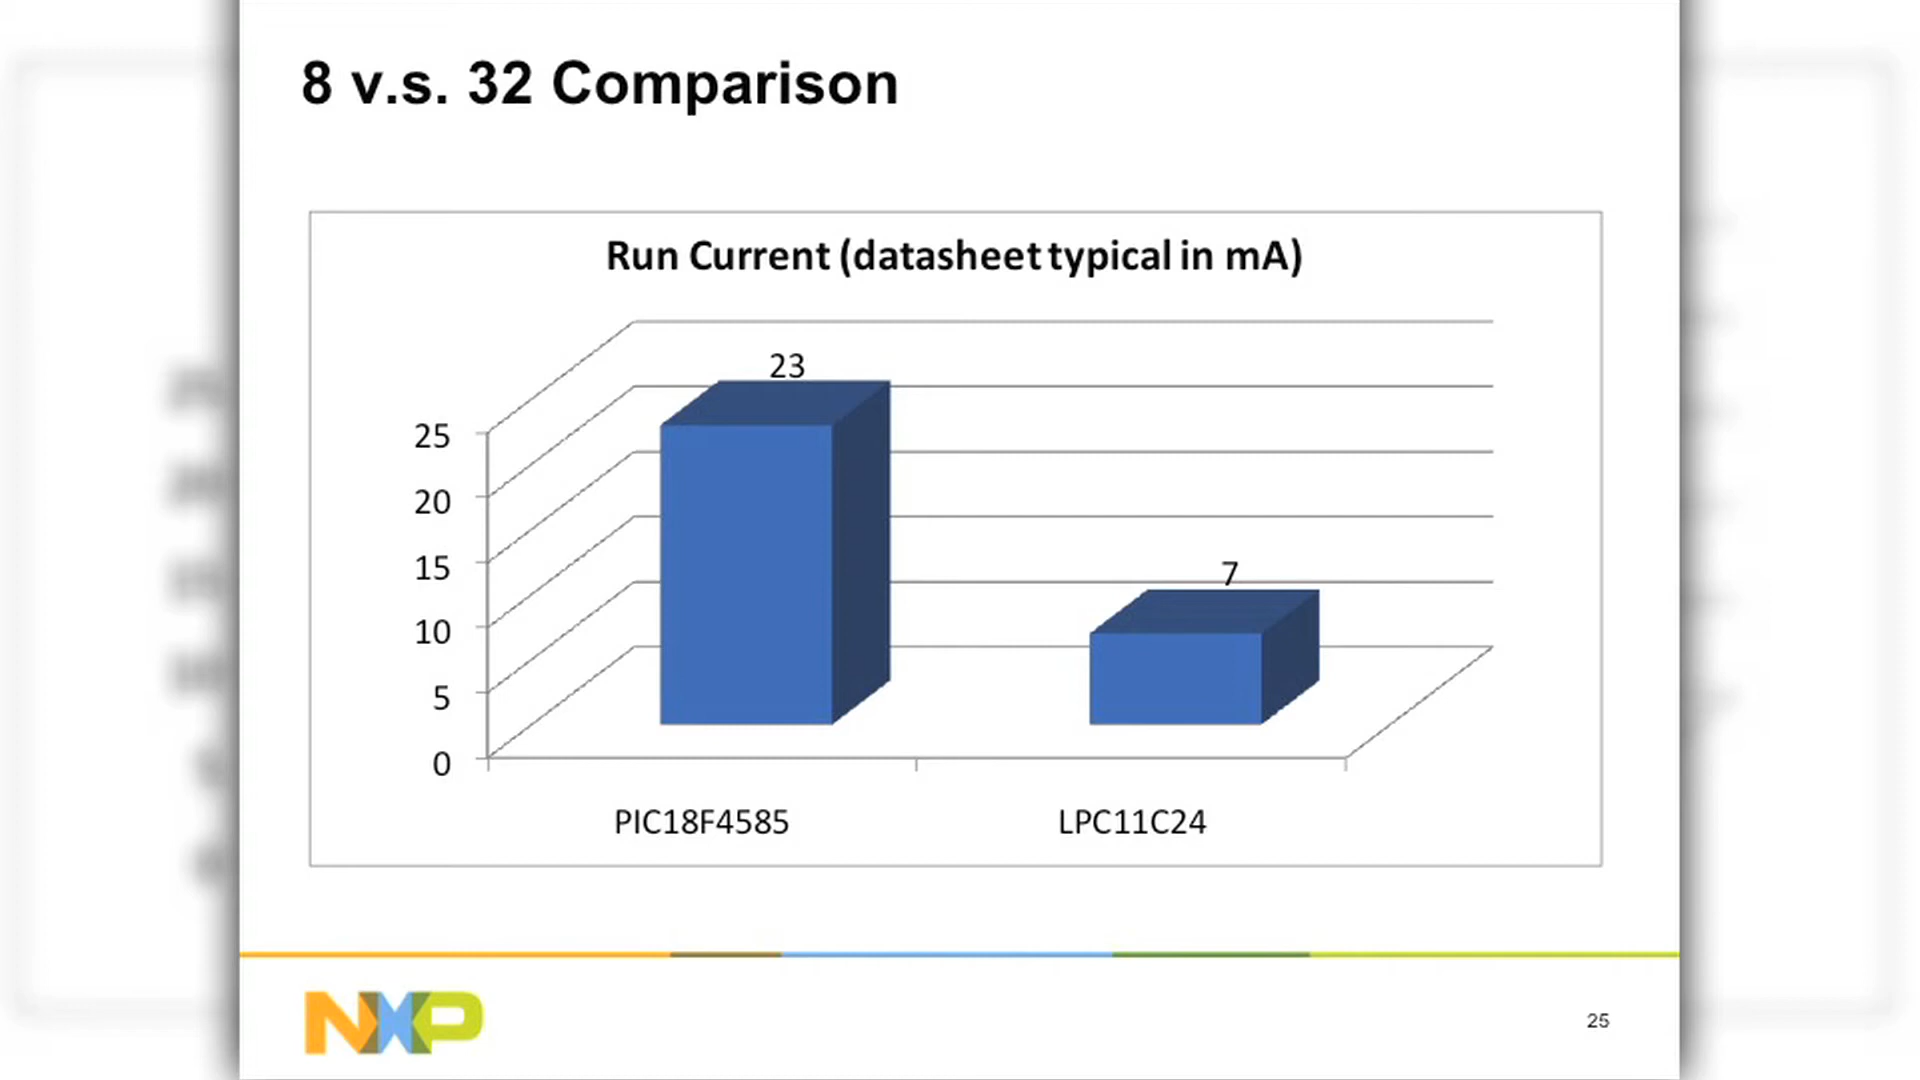 8 v.s. 32 Comparison
Run Current (datasheet typical in mA)
23
7
25
20
15
10
5
0
PIC18F4585
LPC11C24
NXP
25